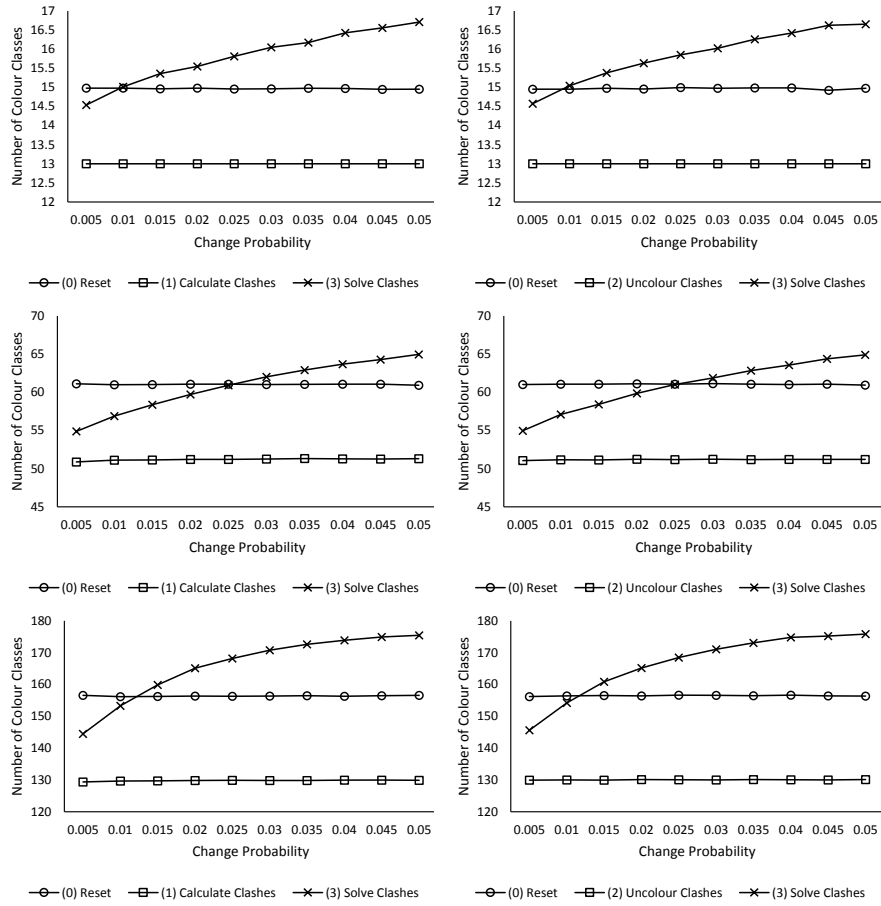 17
16.5
16
15.5
15
14.5
14
13.5
13
12.5
12
Number of Colour Classes
0.005 0.01 0.015 0.02 0.025 0.03 0.035 0.04 0.045 0.05
Change Probability
(0) Reset (1) Calculate Clashes (3) Solve Clashes
17
16.5
16
15.5
15
14.5
14
13.5
13
12.5
12
Number of Colour Classes
0.005 0.01 0.015 0.02 0.025 0.03 0.035 0.04 0.045 0.05
Change Probability
(0) Reset (2) Uncolour Clashes (3) Solve Clashes
70
65
60
55
50
45
Number of Colour Classes
0.005 0.01 0.015 0.02 0.025 0.03 0.035 0.04 0.045 0.05
Change Probability
(0) Reset (1) Calculate Clashes (3) Solve Clashes
70
65
60
55
50
45
Number of Colour Classes
0.005 0.01 0.015 0.02 0.025 0.03 0.035 0.04 0.045 0.05
Change Probability
(0) Reset (2) Uncolour Clashes (3) Solve Clashes
180
170
160
150
140
130
120
Number of Colour Classes
0.005 0.01 0.015 0.02 0.025 0.03 0.035 0.04 0.045 0.05
Change Probability
(0) Reset (1) Calculate Clashes (3) Solve Clashes
180
170
160
150
140
130
120
Number of Colour Classes
0.005 0.01 0.015 0.02 0.025 0.03 0.035 0.04 0.045 0.05
Change Probability
(0) Reset (2) Uncolour Clashes (3) Solve Clashes